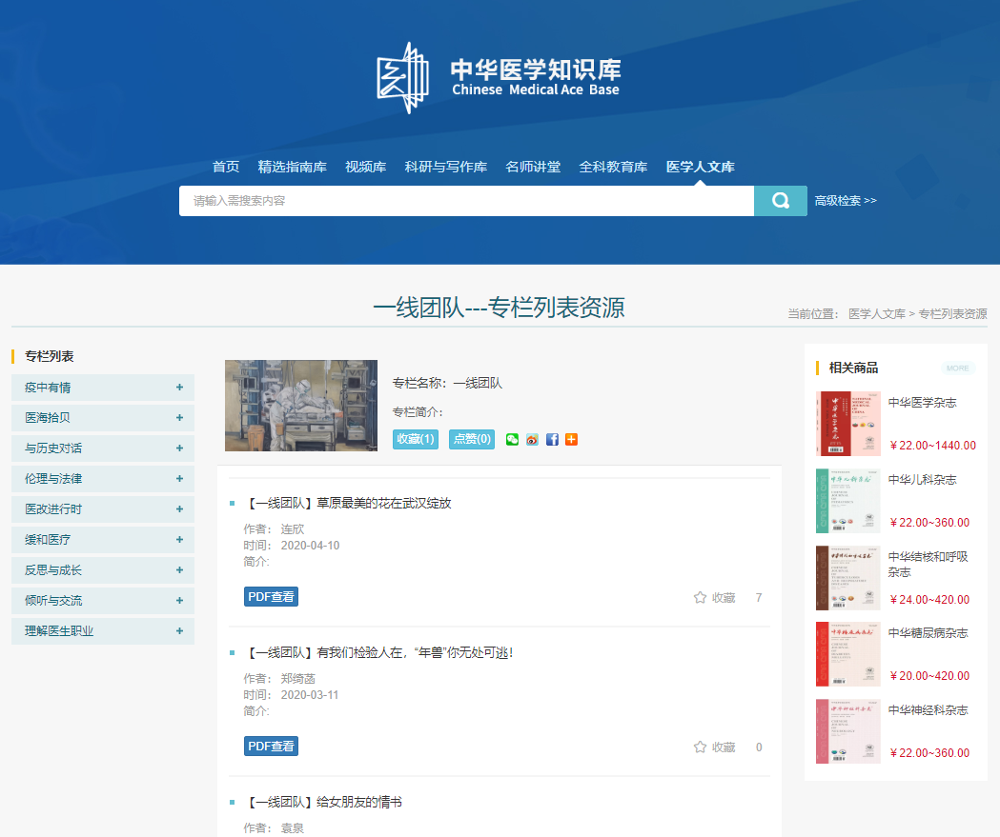 中华医学知识库
Chinese Medical Ace Base
首页 精选指南库 视频库 科研与写作库 名师讲堂 全科教育库 医学人文库
请输入需搜索内容
高级检索 >>
一线团队---专栏列表资源
当前位置： 医学人文库 > 专栏列表资源
专栏列表
疫中有情 +
医海拾贝 +
与历史对话 +
伦理与法律 +
医改进行时 +
缓和医疗 +
反思与成长 +
倾听与交流 +
理解医生职业 +
专栏名称：一线团队
专栏简介：
收藏(1) 点赞(0)
【一线团队】草原最美的花在武汉绽放
作者： 连欣
时间： 2020-04-10
简介:
PDF查看
收藏 7
【一线团队】有我们检验人在，“年兽”你无处可逃！
作者： 郑绮菡
时间： 2020-03-11
简介:
PDF查看
收藏 0
【一线团队】给女朋友的情书
作者： 袁泉
相关商品
MORE
中华医学杂志
￥22.00~1440.00
中华儿科杂志
￥22.00~360.00
中华结核和呼吸
杂志
￥24.00~420.00
中华糖尿病杂志
￥20.00~420.00
中华神经科杂志
￥22.00~360.00